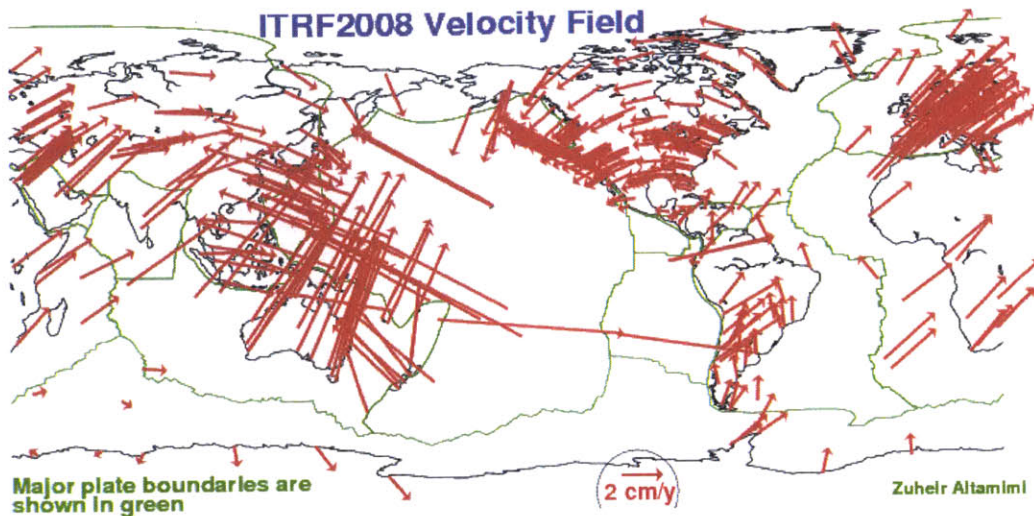 ITRF2008 Velocity Field
Major plate boundaries are
shown in green
2 cm/y
Zuheir Altamimi